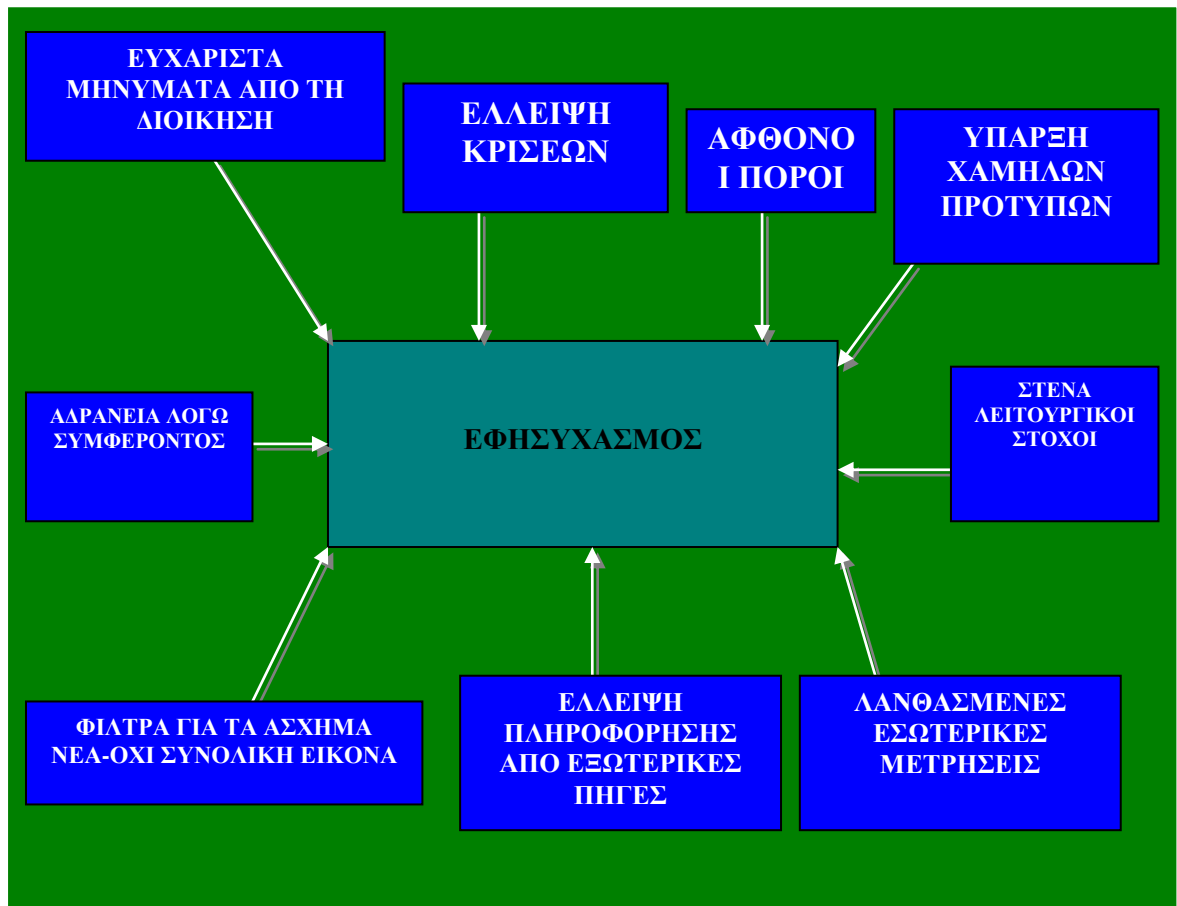 ΕΥΧΑΡΙΣΤΑ
ΜΗΝΥΜΑΤΑ ΑΠΟ ΤΗ
ΔΙΟΙΚΗΣΗ
ΕΛΛΕΙΨΗ
ΚΡΙΣΕΩΝ
ΑΦΘΟΝΟ
Ι ΠΟΡΟΙ
ΥΠΑΡΞΗ
ΧΑΜΗΛΩΝ
ΠΡΟΤΥΠΩΝ
ΑΔΡΑΝΕΙΑ ΛΟΓΩ
ΣΥΜΦΕΡΟΝΤΟΣ
ΕΦΗΣΥΧΑΣΜΟΣ
ΣΤΕΝΑ
ΛΕΙΤΟΥΡΓΙΚΟΙ
ΣΤΟΧΟΙ
ΦΙΛΤΡΑ ΓΙΑ ΤΑ ΑΣΧΗΜΑ
ΝΕΑ-ΟΧΙ ΣΥΝΟΛΙΚΗ ΕΙΚΟΝΑ
ΕΛΛΕΙΨΗ
ΠΛΗΡΟΦΟΡΗΣΗΣ
ΑΠΟ ΕΞΩΤΕΡΙΚΕΣ
ΠΗΓΕΣ
ΛΑΝΘΑΣΜΕΝΕΣ
ΕΣΩΤΕΡΙΚΕΣ
ΜΕΤΡΗΣΕΙΣ